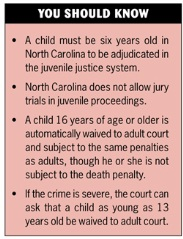 YOU SHOULD KNOW
• A child must be six years old in
North Carolina to be adjudicated in
the juvenile justice system.
• North Carolina does not allow jury
trials in juvenile proceedings.
• A child 16 years of age or older is
automatically waived to adult court
and subject to the same penalties
as adults, though he or she is not
subject to the death penalty.
• If the crime is severe, the court can
ask that a child as young as 13
years old be waived to adult court.